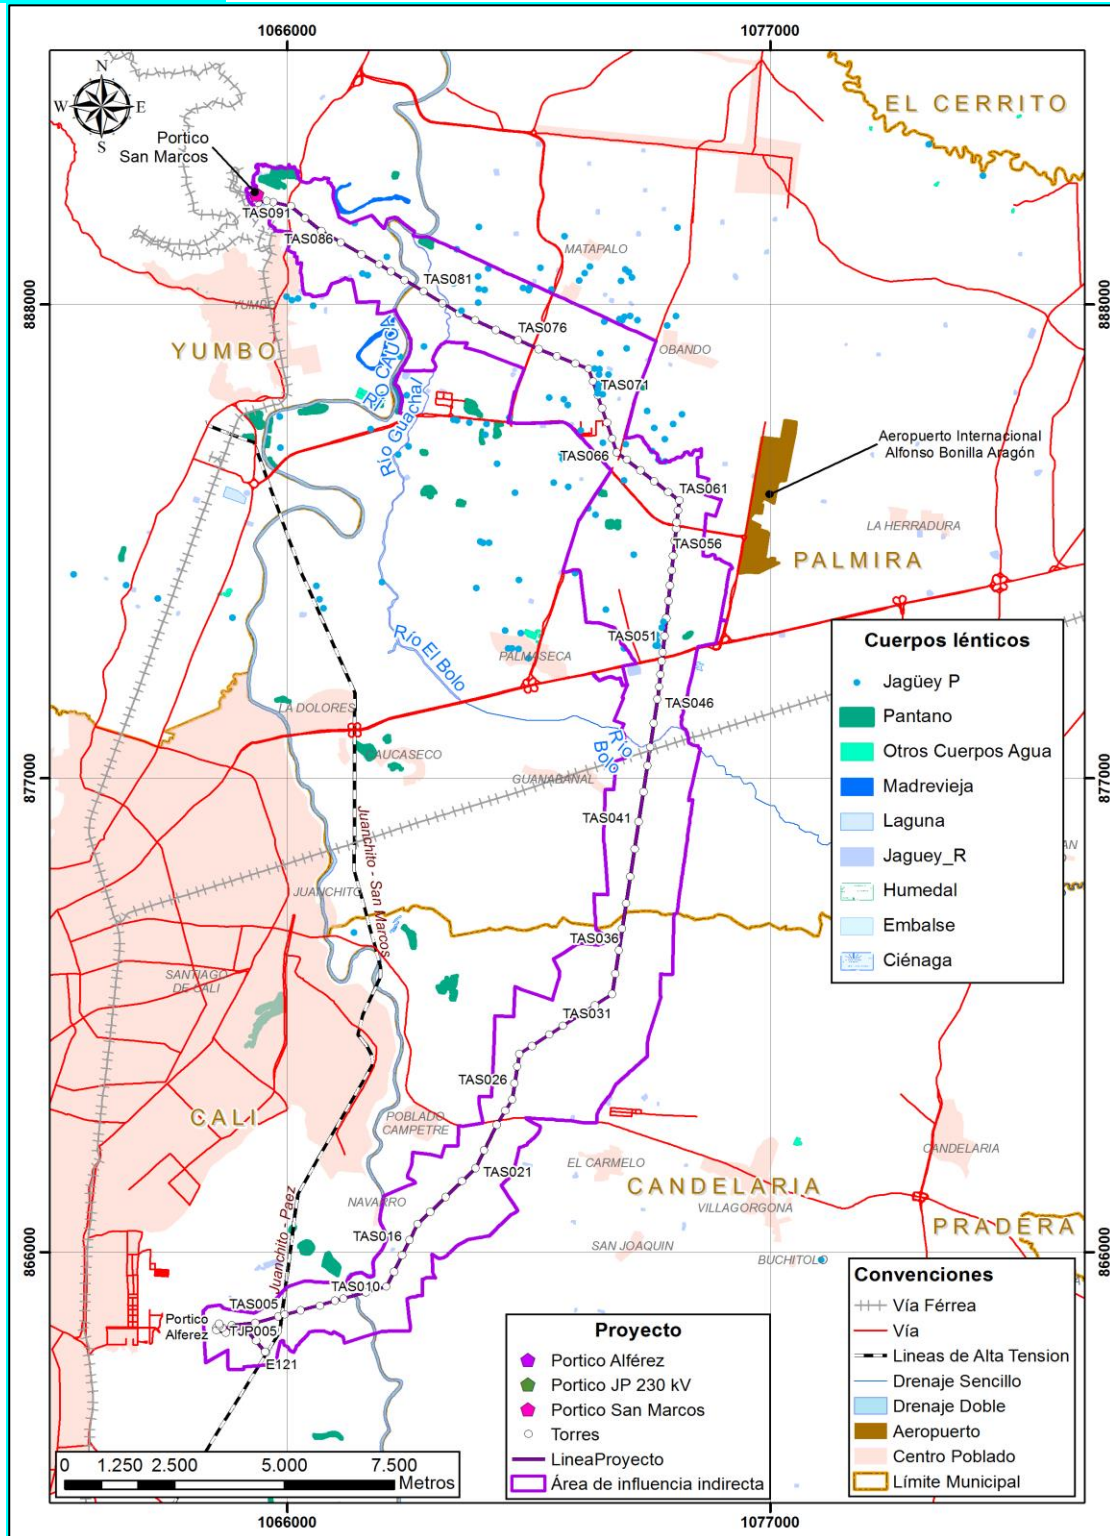 1066000
1077000
N
W
E
S
EL CERRITO
Portico
San Marcos
TAS091
TAS086
MATAPALO
TAS081
888000
888000
YUMBO
TAS076
YUMBO
OBANDO
RIO CAUCA
TAS071
Río Guachal
Aeropuerto Internacional
Alfonso Bonilla Aragón
TAS066
TAS061
LA HERRADURA
TAS056
PALMIRA
TAS051
Río El Bolo
PALMASECA
TAS046
LA DOLORES
CAUCASECO
Río
Bolo
GUANABANAL
877000
877000
TAS041
Juanchito - San Marcos
JUANCHITO
TAS036
SANTIAGO
DE CALI
TAS031
TAS026
CALI
POBLADO
CAMPETRE
CANDELARIA
EL CARMELO
TAS021
CANDELARIA
VILLAGORGONA
NAVARRO
PRADERA
TAS016
SAN JOAQUIN
BUCHITOLO
866000
866000
Juanchito - Paez
TAS010
TAS005
Portico
Alferez
TJP005
E121
Cuerpos lénticos
Jagüey P
Pantano
Otros Cuerpos Agua
Madrevieja
Laguna
Jaguey_R
Humedal
Embalse
Ciénaga
Proyecto
Portico Alférez
Portico JP 230 kV
Portico San Marcos
Torres
LineaProyecto
Área de influencia indirecta
Convenciones
Vía Férrea
Vía
Lineas de Alta Tension
Drenaje Sencillo
Drenaje Doble
Aeropuerto
Centro Poblado
Límite Municipal
0 1.250 2.500 5.000 7.500
Metros
1066000
1077000